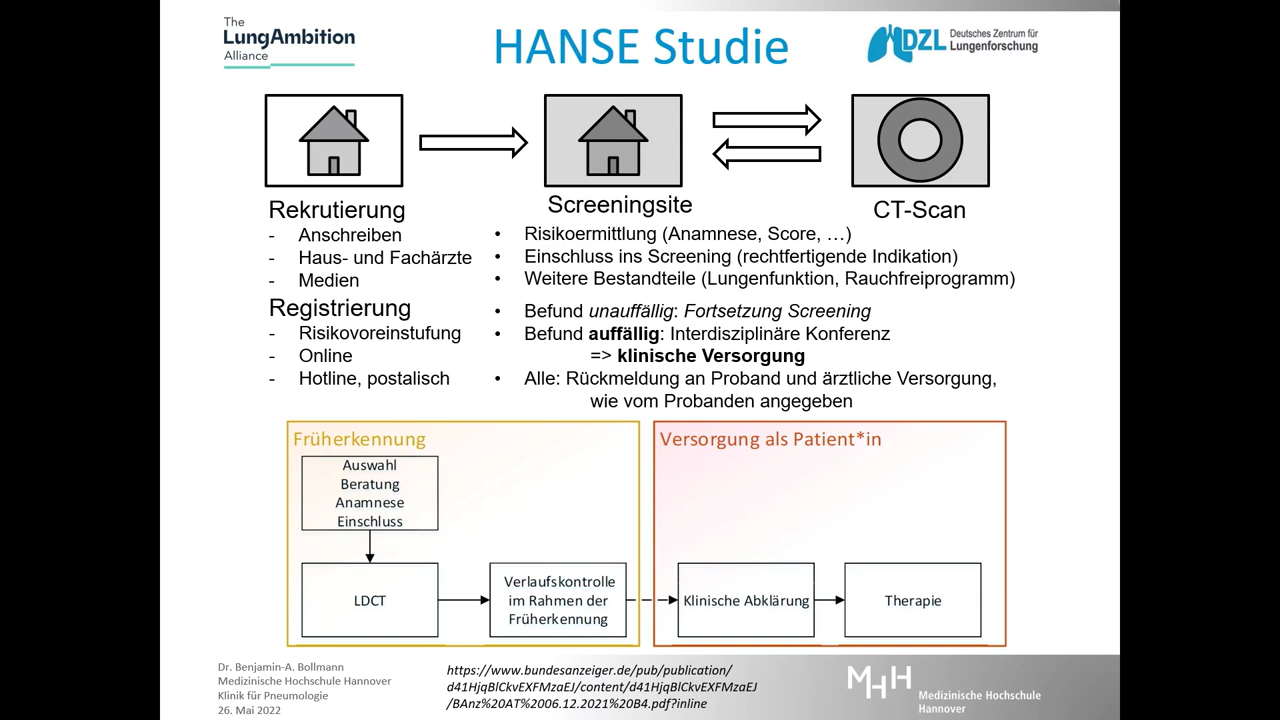 The
LungAmbition
Alliance
HANSE Studie
DZL
Deutsches Zentrum für
Lungenforschung
Rekrutierung
- Anschreiben
- Haus- und Fachärzte
- Medien
Registrierung
- Risikovoreinstufung
- Online
- Hotline, postalisch
Screeningsite
CT-Scan
• Risikoermittlung (Anamnese, Score, …)
• Einschluss ins Screening (rechtfertigende Indikation)
• Weitere Bestandteile (Lungenfunktion, Rauchfreiprogramm)
• Befund unauffällig: Fortsetzung Screening
• Befund auffällig: Interdisziplinäre Konferenz
=> klinische Versorgung
• Alle: Rückmeldung an Proband und ärztliche Versorgung,
wie vom Probanden angegeben
Früherkennung
Auswahl
Beratung
Anamnese
Einschluss
LDCT
Verlaufskontrolle
im Rahmen der
Früherkennung
Versorgung als Patient*in
Klinische Abklärung
Therapie
Dr. Benjamin-A. Bollmann
Medizinische Hochschule Hannover
Klinik für Pneumologie
26. Mai 2022
https://www.bundesanzeiger.de/pub/publication/
d41HjqBlCkvEXFMzaEJ/content/d41HjqBlCkvEXFMzaEJ
/BAnz%20AT%2006.12.2021%20B4.pdf?inline
MHH
Medizinische Hochschule
Hannover